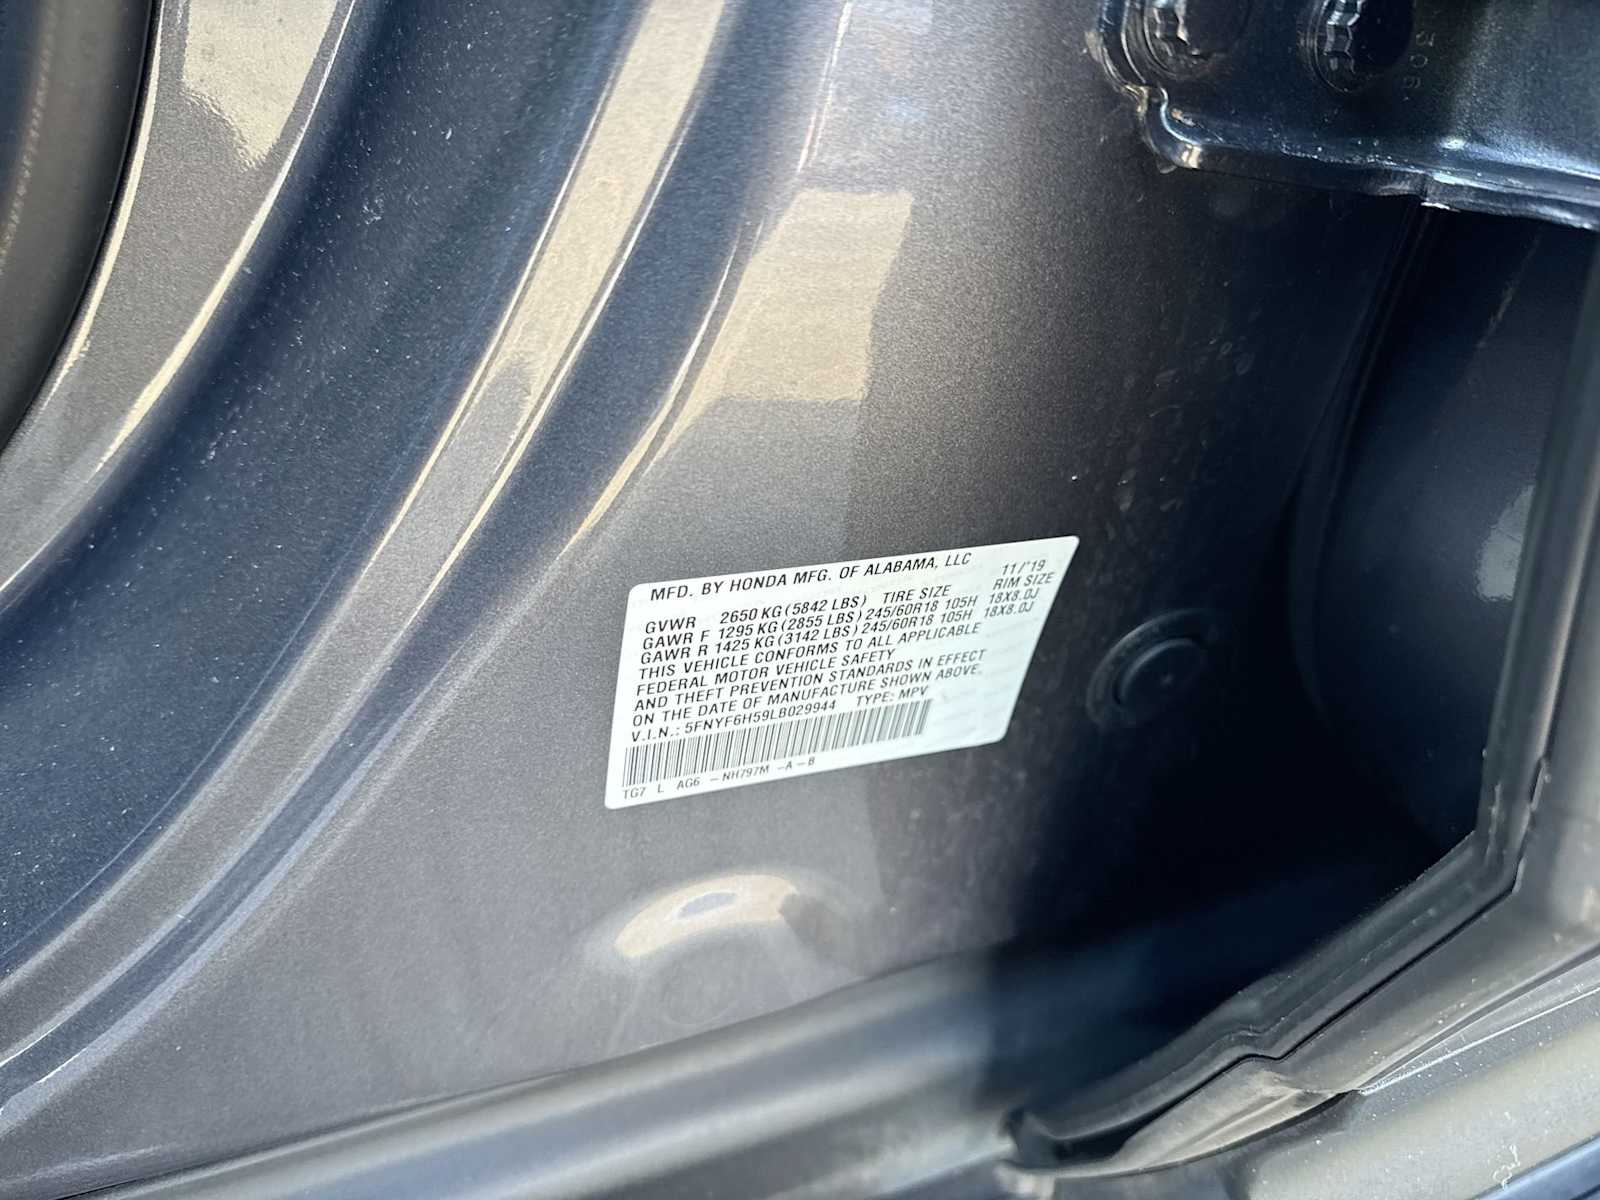 MFD. BY HONDA MFG. OF ALABAMA, LLC 11/'19
GVWR 2650 KG (5842 LBS) TIRE SIZE RIM SIZE
GAWR F 1295 KG (2855 LBS) 245/60R18 105H 18X8.0J
GAWR R 1425 KG (3142 LBS) 245/60R18 105H 18X8.0J
THIS VEHICLE CONFORMS TO ALL APPLICABLE
FEDERAL MOTOR VEHICLE SAFETY
AND THEFT PREVENTION STANDARDS IN EFFECT
ON THE DATE OF MANUFACTURE SHOWN ABOVE.
V.I.N.: 5FNYF6H59LB029944 TYPE: MPV
TG7 L AG6 -NH797M -A-B